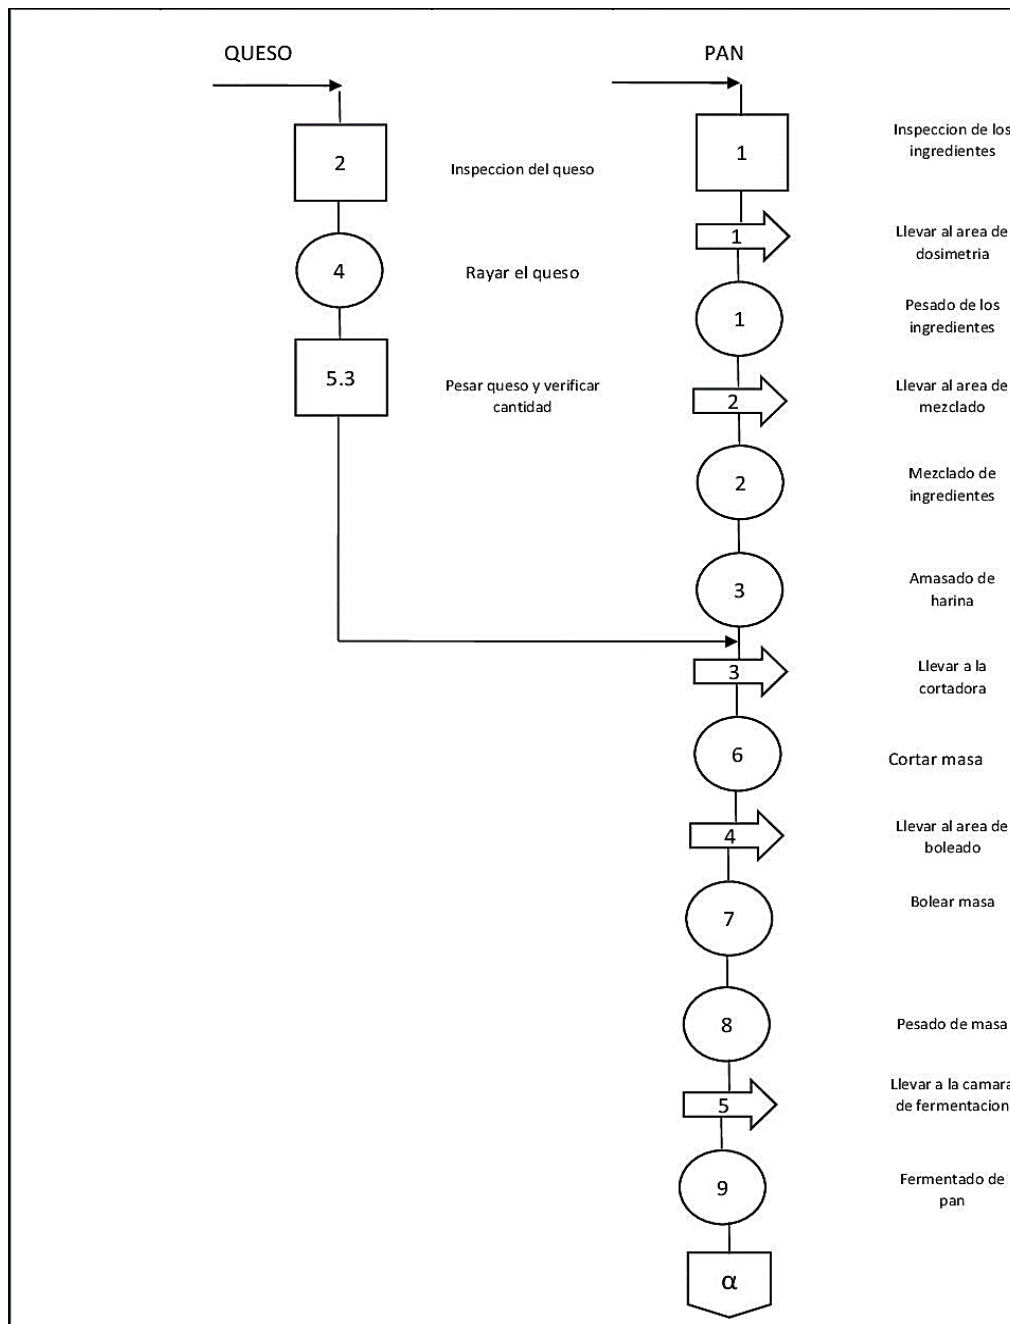 QUESO
2
Inspeccion del queso
4
Rayar el queso
5.3
Pesar queso y verificar
cantidad
PAN
1
Inspeccion de los
ingredientes
1
Llevar al area de
dosimetria
1
Pesado de los
ingredientes
2
Llevar al area de
mezclado
2
Mezclado de
ingredientes
3
Amasado de
harina
3
Llevar a la
cortadora
6
Cortar masa
4
Llevar al area de
boleado
7
Bolear masa
8
Pesado de masa
5
Llevar a la camara
de fermentacion
9
Fermentado de
pan
α